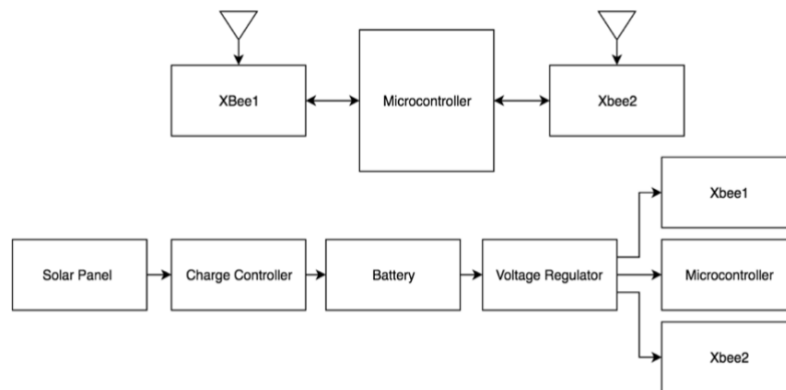 XBee1
Microcontroller
Xbee2
Xbee1
Solar Panel
Charge Controller
Battery
Voltage Regulator
Microcontroller
Xbee2